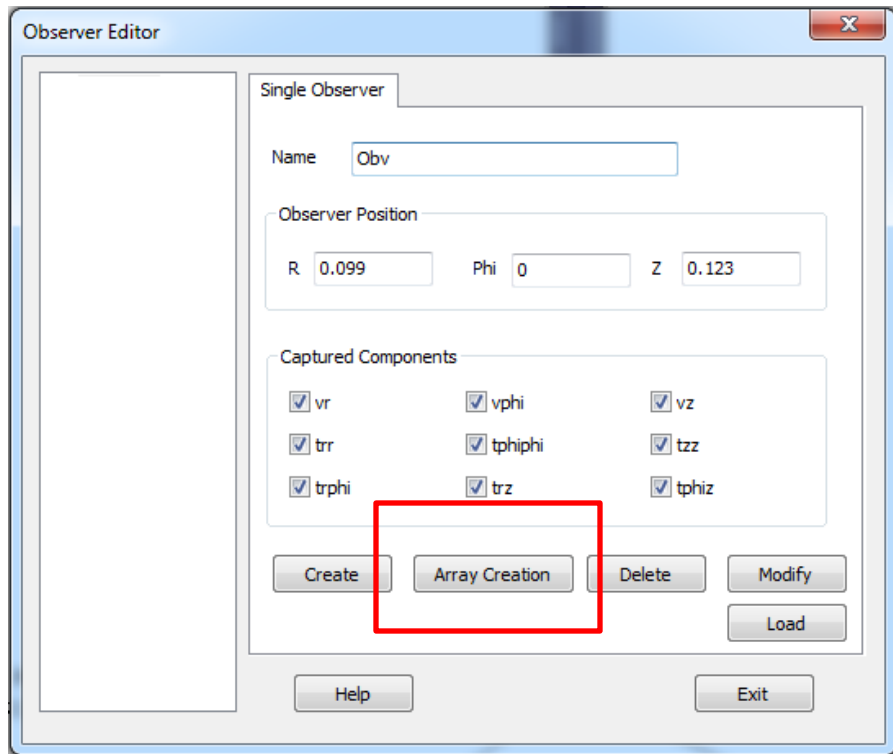 Observer Editor
Single Observer
Name Obv
Observer Position
R 0.099 Phi 0 Z 0.123
Captured Components
vr vphi vz
trr tphiphi tzz
trphi trz tphiz
Create Array Creation Delete Modify
Load
Help Exit